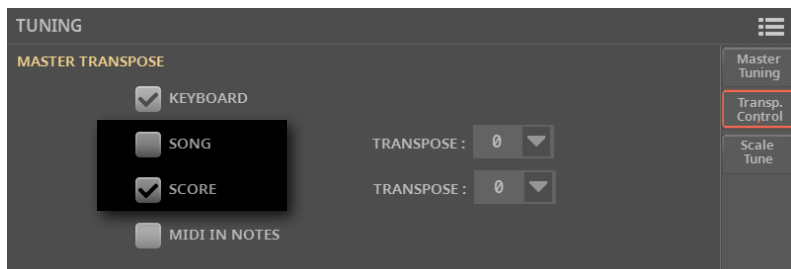 TUNING
MASTER TRANSPOSE
KEYBOARD
SONG TRANSPOSE : 0
SCORE TRANSPOSE : 0
MIDI IN NOTES
Master
Tuning
Transp.
Control
Scale
Tune